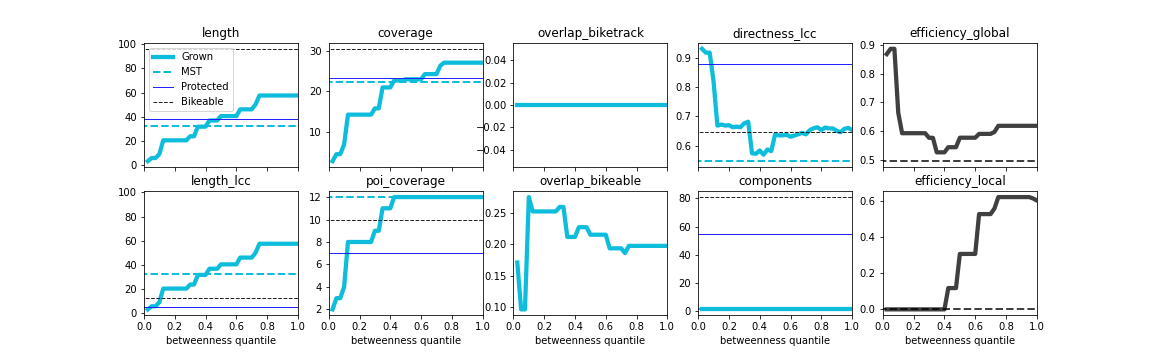 length
100
80
60
40
20
0
Grown
MST
Protected
Bikeable
coverage
30
20
10
overlap_biketrack
0.04
0.02
0.00
−0.02
−0.04
directness_lcc
0.9
0.8
0.7
0.6
efficiency_global
0.9
0.8
0.7
0.6
0.5
length_lcc
100
80
60
40
20
0
0.0 0.2 0.4 0.6 0.8 1.0
betweenness quantile
poi_coverage
12
10
8
6
4
2
0.0 0.2 0.4 0.6 0.8 1.0
betweenness quantile
overlap_bikeable
0.25
0.20
0.15
0.10
0.0 0.2 0.4 0.6 0.8 1.0
betweenness quantile
components
80
60
40
20
0
0.0 0.2 0.4 0.6 0.8 1.0
betweenness quantile
efficiency_local
0.6
0.4
0.2
0.0
0.0 0.2 0.4 0.6 0.8 1.0
betweenness quantile